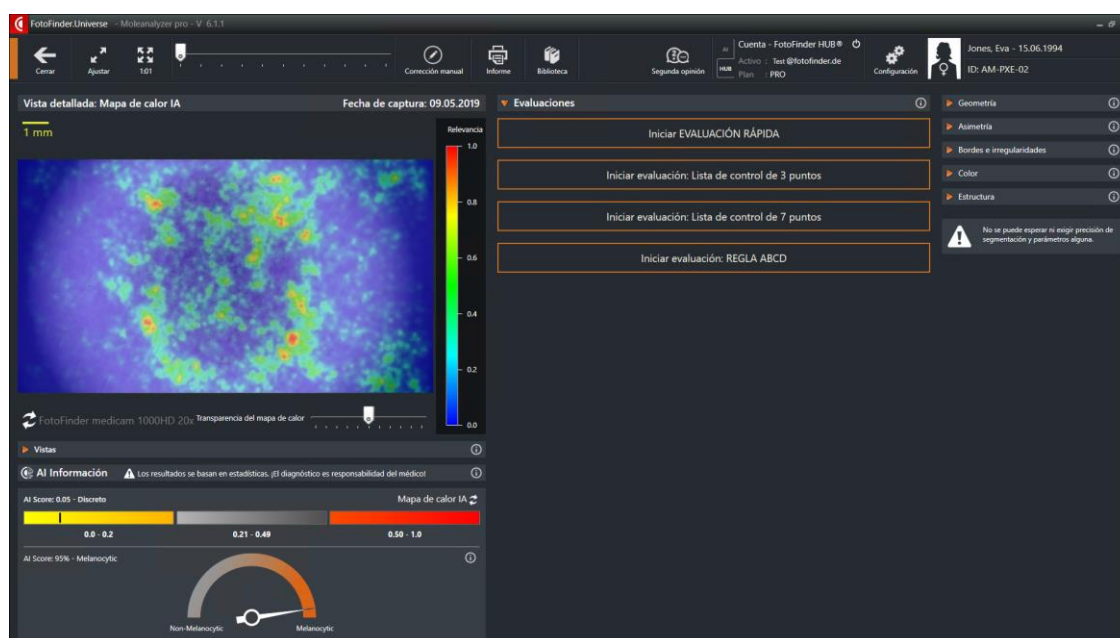 FotoFinder.Universe - Moleanalyzer pro - V 6.1.1
Cerrar
Ajustar
1:01
Corrección manual
Informe
Biblioteca
Segunda opinión
AI
HUB
Cuenta - FotoFinder HUB®
Activo : Test @fotofinder.de
Plan : PRO
Configuración
Jones, Eva - 15.06.1994
ID: AM-PXE-02
Vista detallada: Mapa de calor IA
Fecha de captura: 09.05.2019
1 mm
Relevancia
1.0
0.8
0.6
0.4
0.2
0.0
FotoFinder medicam 1000HD 20x
Transparencia del mapa de calor
Vistas
AI Información
Los resultados se basan en estadísticas. ¡El diagnóstico es responsabilidad del médico!
AI Score: 0.05 - Discreto
Mapa de calor IA
0.0 - 0.2
0.21 - 0.49
0.50 - 1.0
AI Score: 95% - Melanocytic
Non-Melanocytic
Melanocytic
Evaluaciones
Iniciar EVALUACIÓN RÁPIDA
Iniciar evaluación: Lista de control de 3 puntos
Iniciar evaluación: Lista de control de 7 puntos
Iniciar evaluación: REGLA ABCD
Geometría
Asimetría
Bordes e irregularidades
Color
Estructura
No se puede esperar ni exigir precisión de
segmentación y parámetros alguna.